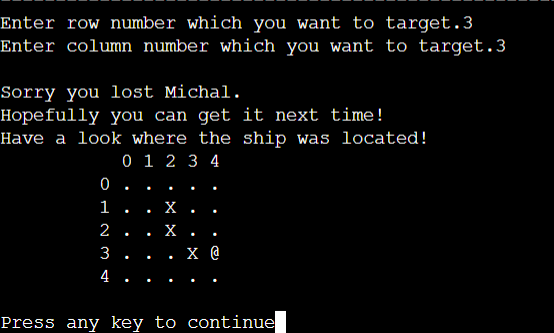 Enter row number which you want to target.3
Enter column number which you want to target.3
Sorry you lost Michal.
Hopefully you can get it next time!
Have a look where the ship was located!
0 1 2 3 4
0 . . . . .
1 . . X . .
2 . . X . .
3 . . . X @
4 . . . . .
Press any key to continue